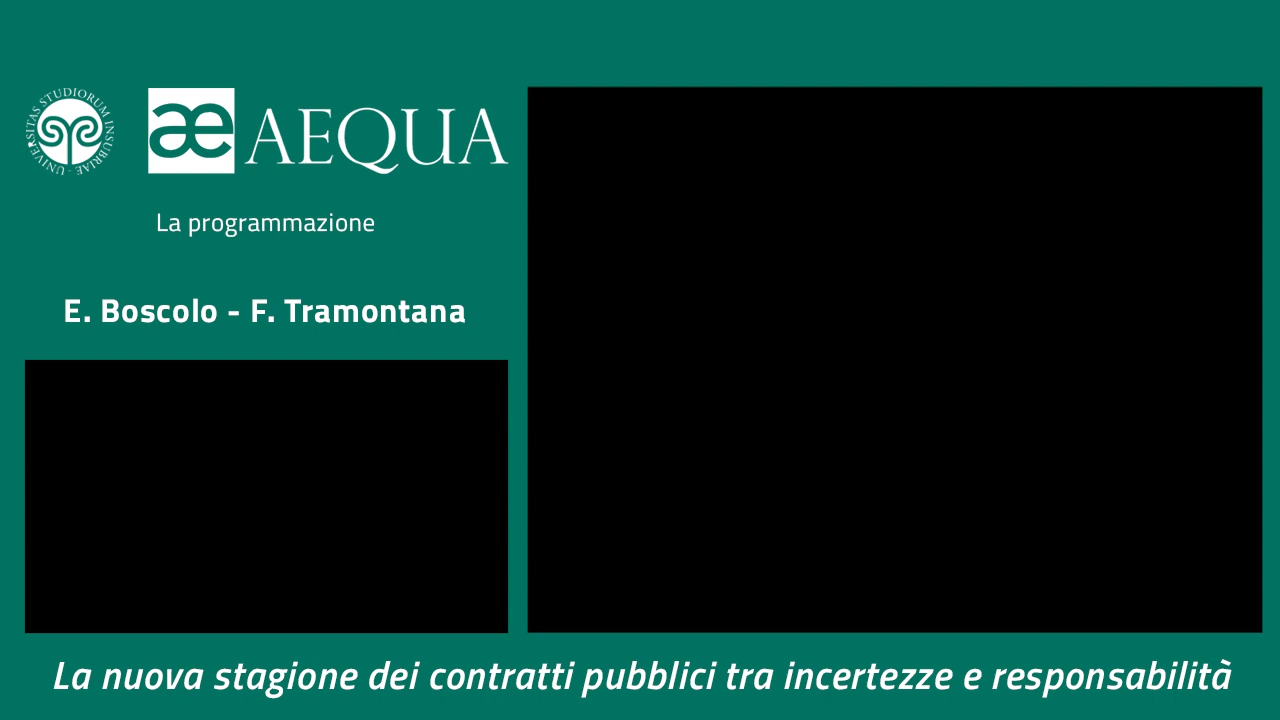 UNIVERSITAS STUDIORUM INSUBRIAE -
æ AEQUA
La programmazione
E. Boscolo - F. Tramontana
La nuova stagione dei contratti pubblici tra incertezze e responsabilità